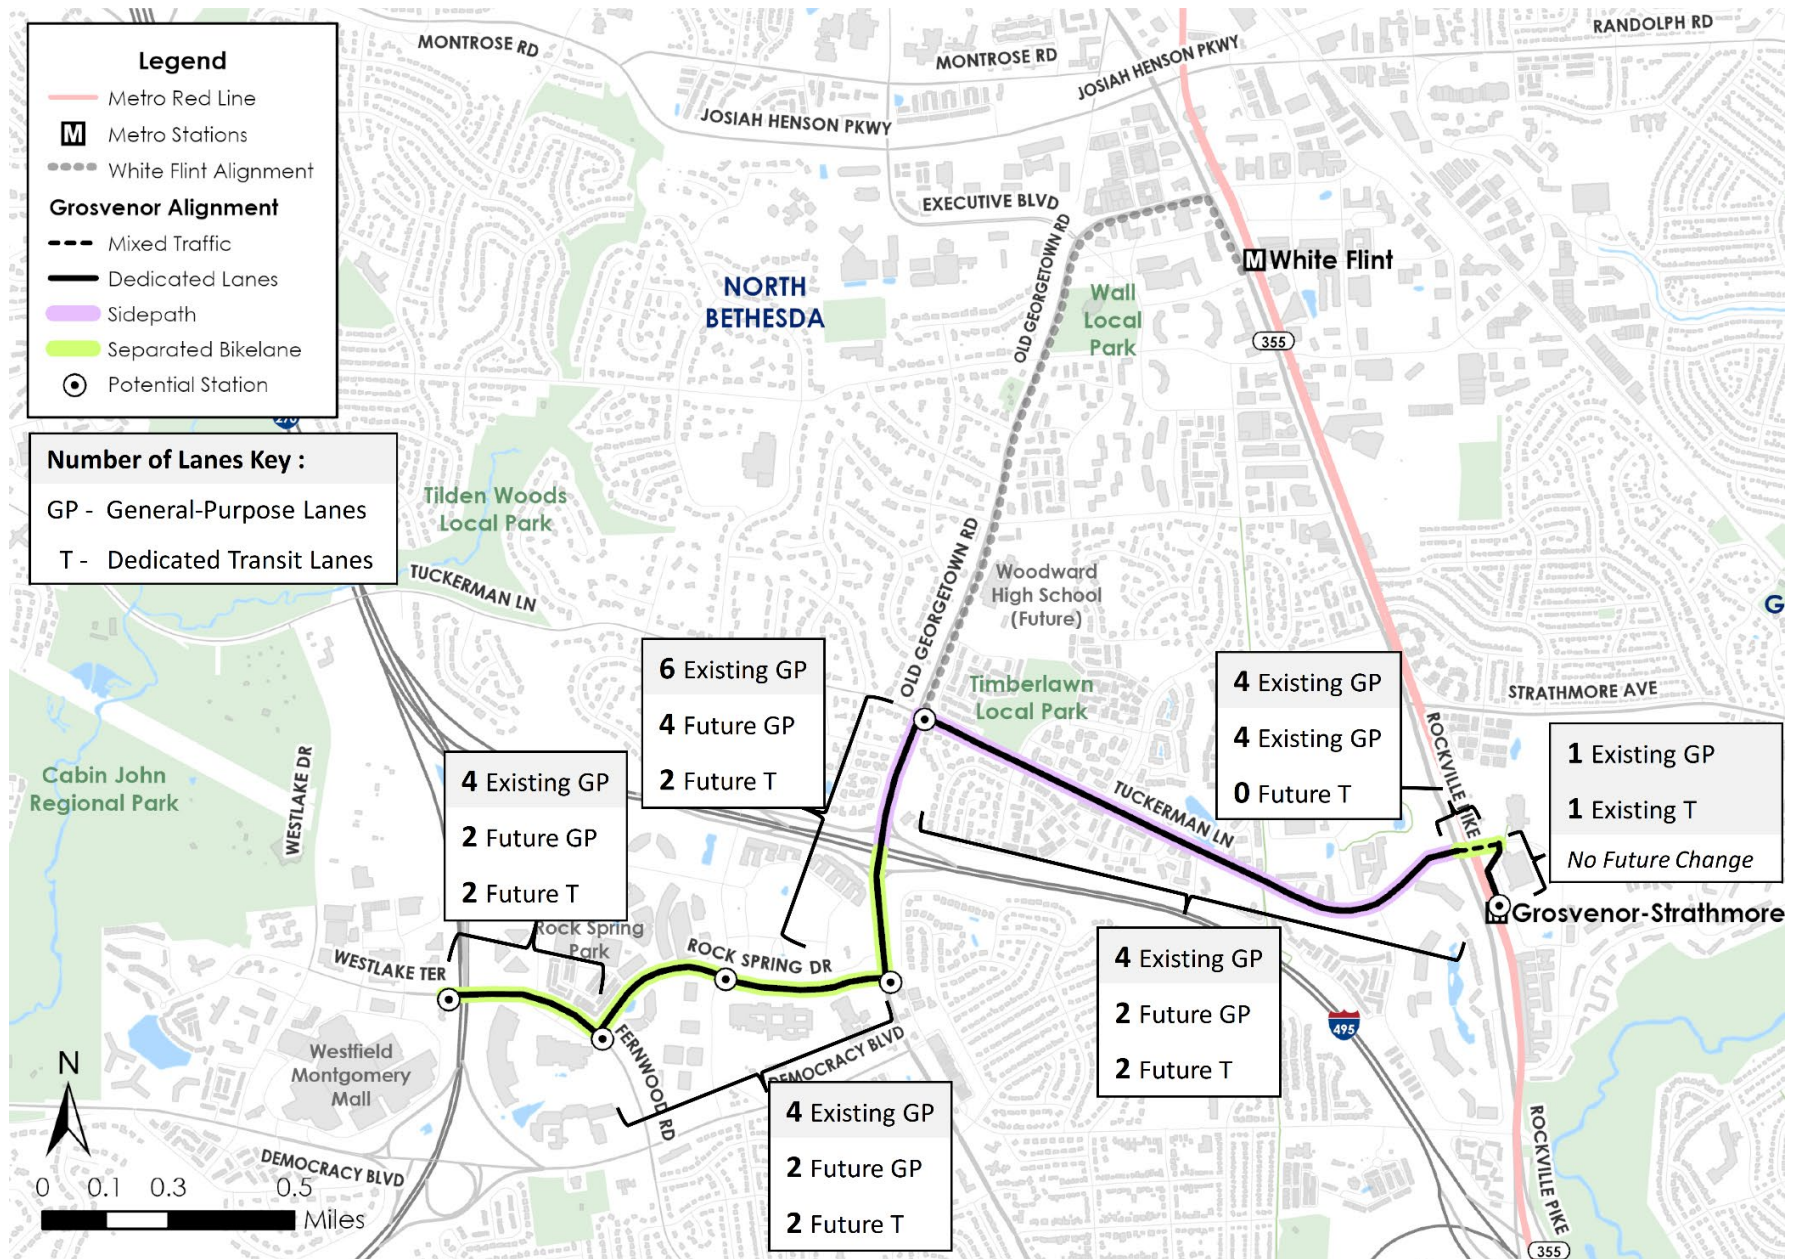 Legend
Metro Red Line
M Metro Stations
White Flint Alignment
Grosvenor Alignment
Mixed Traffic
Dedicated Lanes
Sidepath
Separated Bikelane
Potential Station
270
Number of Lanes Key :
GP - General-Purpose Lanes
T - Dedicated Transit Lanes
MONTROSE RD
MONTROSE RD
RANDOLPH RD
JOSIAH HENSON PKWY
JOSIAH HENSON PKWY
EXECUTIVE BLVD
OLD GEORGETOWN RD
M White Flint
NORTH
BETHESDA
Wall
Local
Park
355
Tilden Woods
Local Park
TUCKERMAN LN
OLD GEORGETOWN RD
Woodward
High School
(Future)
G
Timberlawn
Local Park
STRATHMORE AVE
6 Existing GP
4 Future GP
2 Future T
4 Existing GP
4 Existing GP
0 Future T
ROCKVILLE PIKE
1 Existing GP
1 Existing T
No Future Change
Cabin John
Regional Park
WESTLAKE DR
4 Existing GP
2 Future GP
2 Future T
TUCKERMAN LN
Grosvenor-Strathmore
Rock Spring
Park
WESTLAKE TER
ROCK SPRING DR
4 Existing GP
2 Future GP
2 Future T
495
FERNWOOD RD
DEMOCRACY BLVD
Westfield
Montgomery
Mall
4 Existing GP
2 Future GP
2 Future T
N
DEMOCRACY BLVD
0 0.1 0.3 0.5
Miles
ROCKVILLE PIKE
355